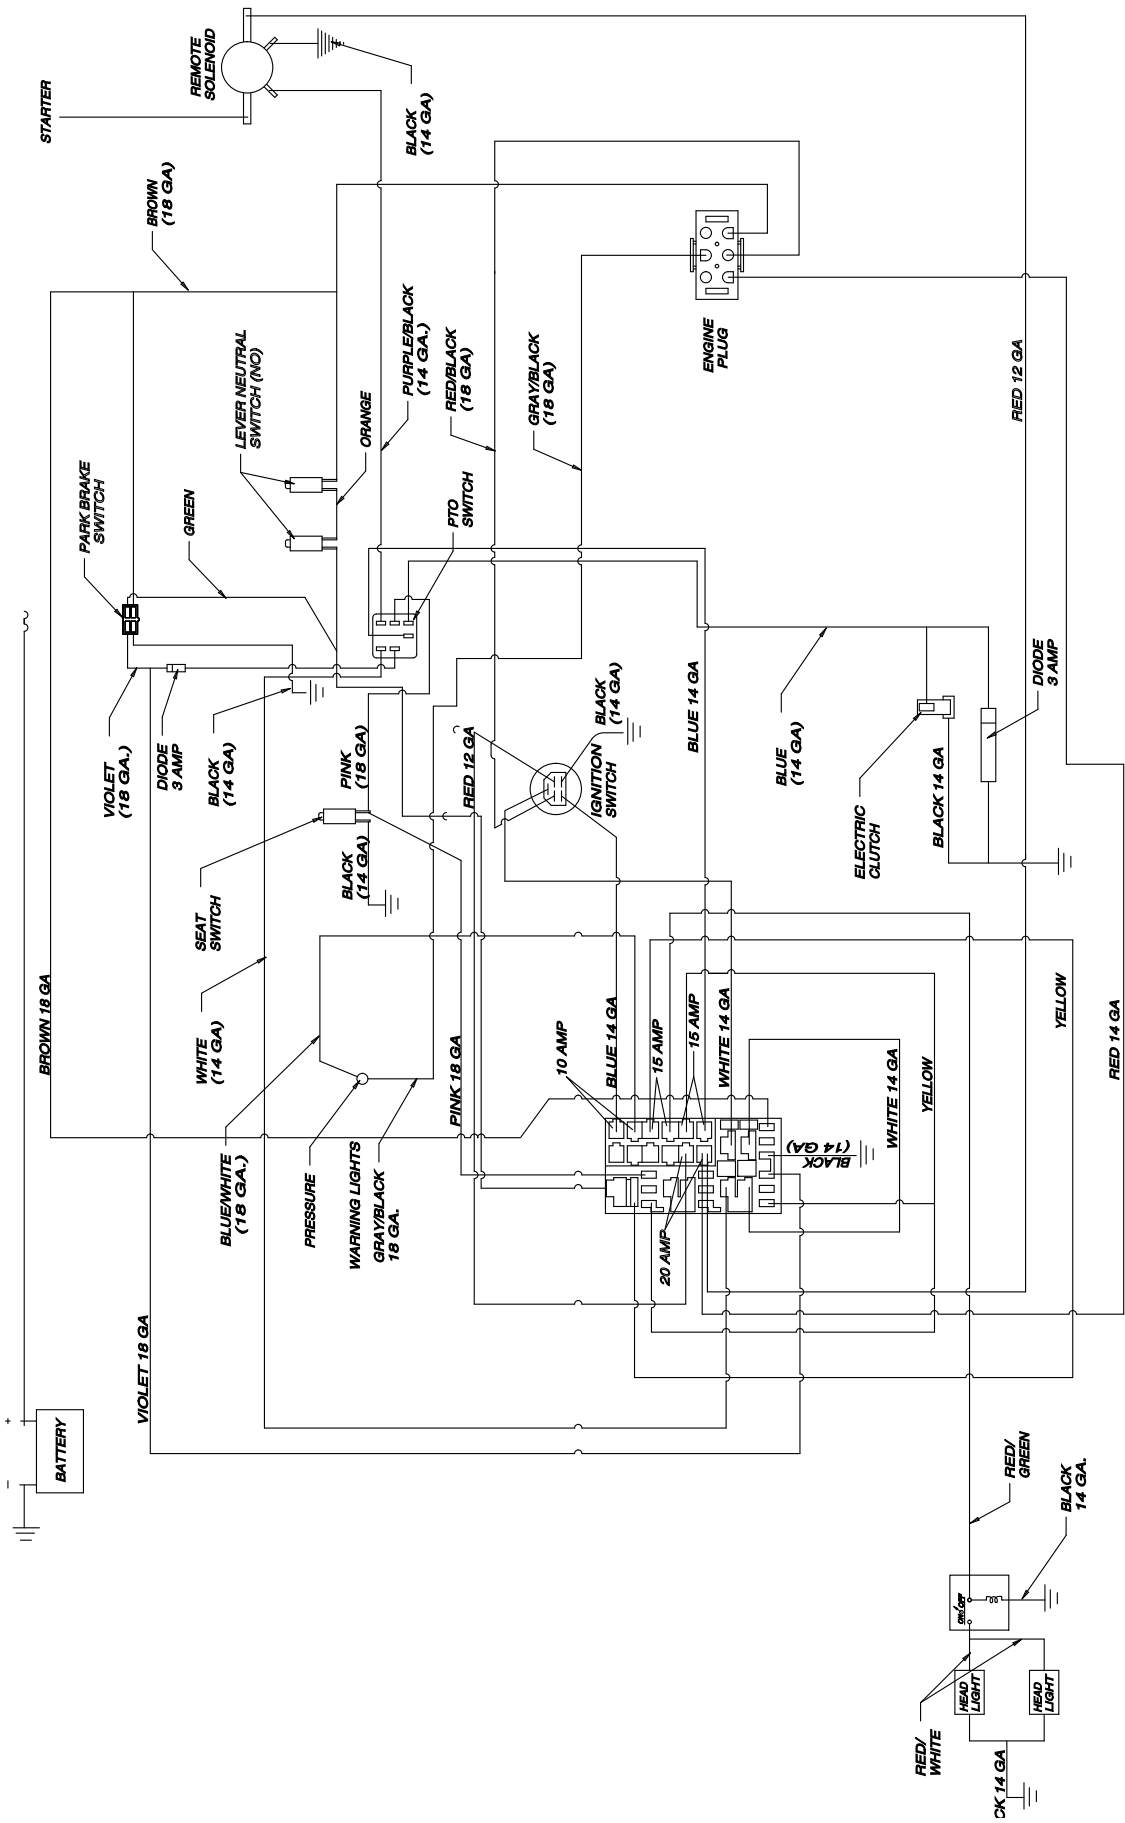 REMOTE
SOLENOID
STARTER
BLACK
(14 GA)
BROWN
(18 GA)
PURPLE/BLACK
(14 GA.)
RED/BLACK
(18 GA)
GRAY/BLACK
(18 GA)
ENGINE
PLUG
RED 12 GA
LEVER NEUTRAL
SWITCH (NO)
ORANGE
PARK BRAKE
SWITCH
GREEN
PTO
SWITCH
VIOLET
(18 GA.)
DIODE
3 AMP
BLACK
(14 GA)
PINK
(18 GA)
RED 12 GA
BLACK
(14 GA)
IGNITION
SWITCH
BLUE 14 GA
BLUE
(14 GA)
DIODE
3 AMP
ELECTRIC
CLUTCH
BLACK 14 GA
SEAT
SWITCH
BLACK
(14 GA)
BROWN 18 GA
WHITE
(14 GA)
PINK 18 GA
10 AMP
BLUE 14 GA
15 AMP
15 AMP
WHITE 14 GA
WHITE 14 GA
YELLOW
YELLOW
RED 14 GA
BLACK
(14 GA)
BLUE/WHITE
(18 GA.)
PRESSURE
WARNING LIGHTS
GRAY/BLACK
18 GA.
20 AMP
VIOLET 18 GA
+
–
BATTERY
RED/
GREEN
BLACK
14 GA.
ON OFF
HEAD
LIGHT
HEAD
LIGHT
RED/
WHITE
CK 14 GA